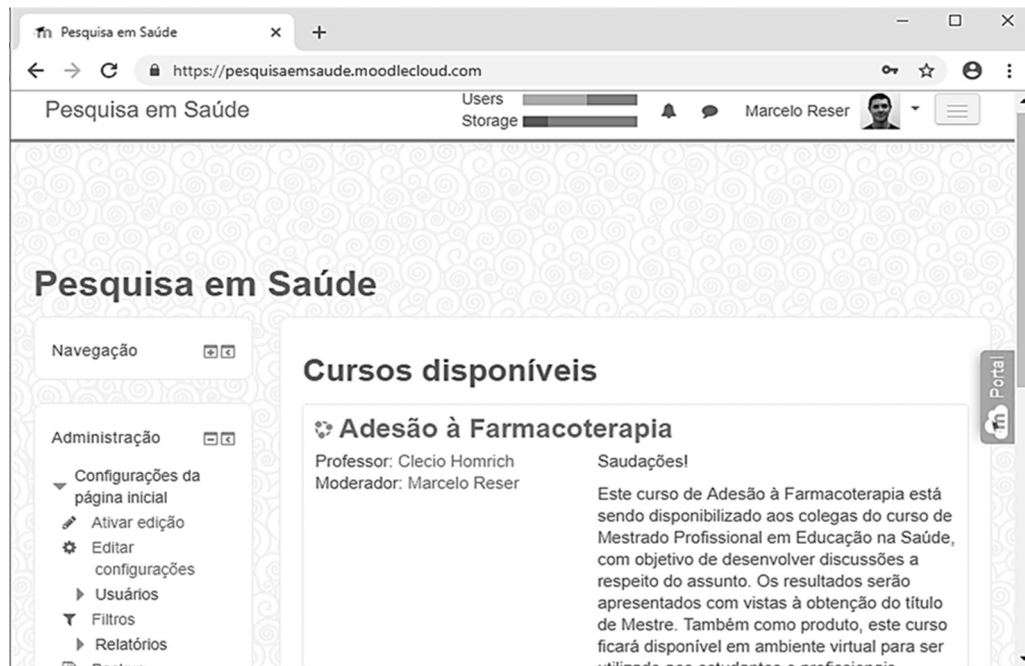 Pesquisa em Saúde
https://pesquisaemsaude.moodlecloud.com
Pesquisa em Saúde
Users
Storage
Marcelo Reser
Pesquisa em Saúde
Navegação
Administração
Configurações da
página inicial
Ativar edição
Editar
configurações
Usuários
Filtros
Relatórios
Cursos disponíveis
Adesão à Farmacoterapia
Professor: Clecio Homrich
Moderador: Marcelo Reser
Saudações!
Este curso de Adesão à Farmacoterapia está
sendo disponibilizado aos colegas do curso de
Mestrado Profissional em Educação na Saúde,
com objetivo de desenvolver discussões a
respeito do assunto. Os resultados serão
apresentados com vistas à obtenção do título
de Mestre. Também como produto, este curso
ficará disponível em ambiente virtual para ser
Portal